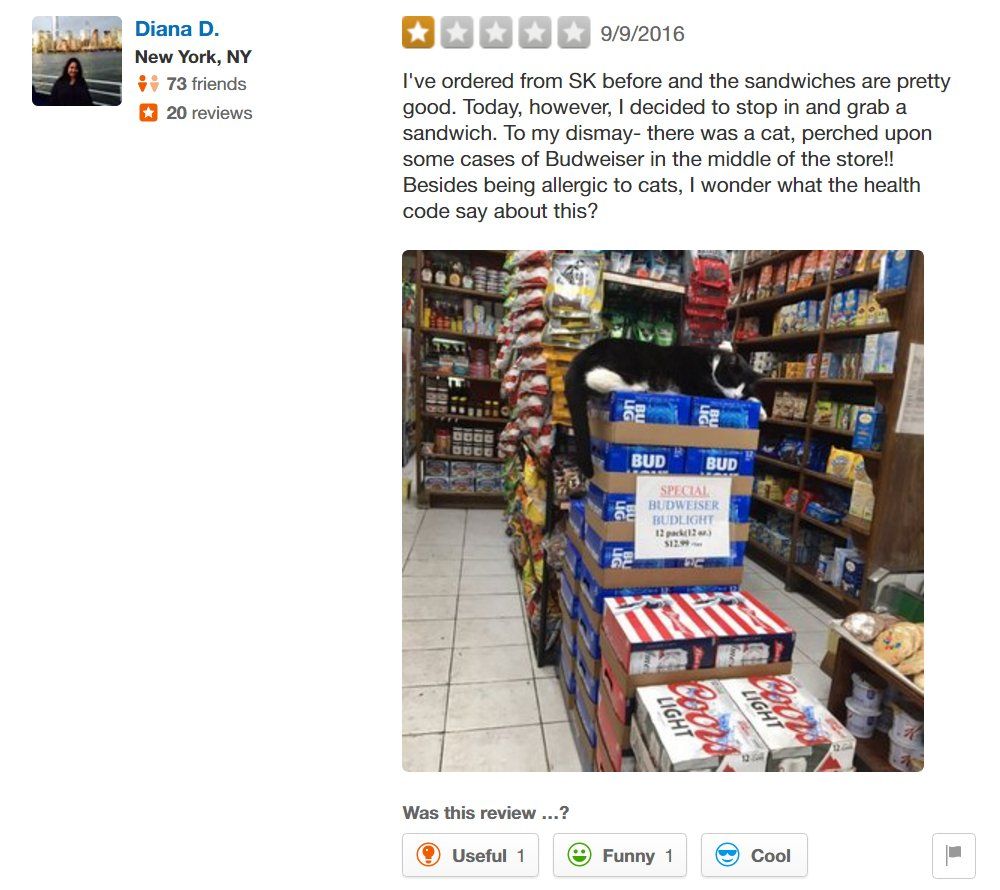 Diana D.
New York, NY
73 friends
20 reviews
9/9/2016
I've ordered from SK before and the sandwiches are pretty
good. Today, however, I decided to stop in and grab a
sandwich. To my dismay- there was a cat, perched upon
some cases of Budweiser in the middle of the store!!
Besides being allergic to cats, I wonder what the health
code say about this?
BUD
BUD
SPECIAL
BUDWEISER
BUDLIGHT
12 pack(12 oz.)
$12.99 +tax
Coors
LIGHT
Coors
LIGHT
Was this review ...?
Useful 1
Funny 1
Cool